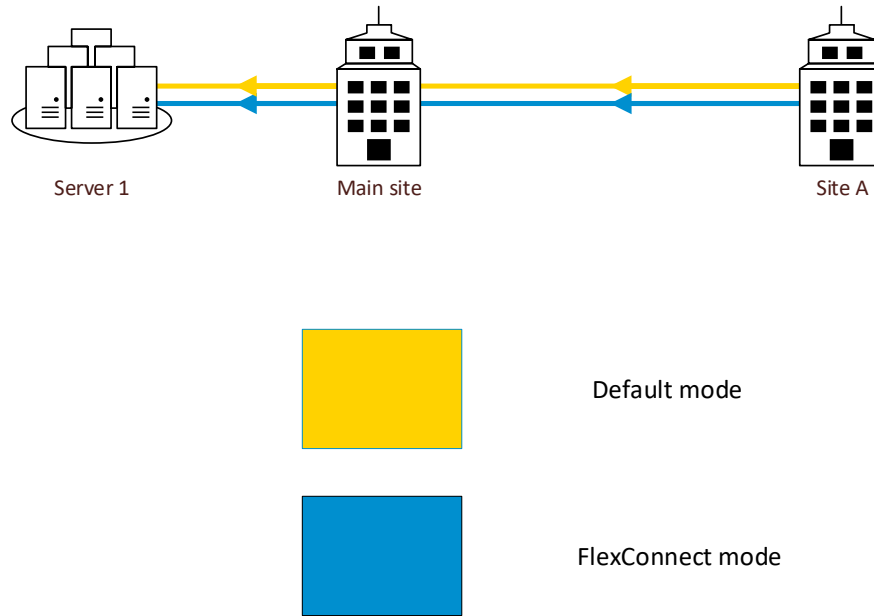 Server 1
Main site
Site A
Default mode
FlexConnect mode